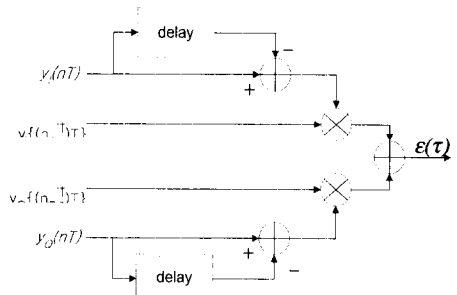 delay
−
y_I(nT)
+
ε(τ)
y_Q(nT)
+
delay
−